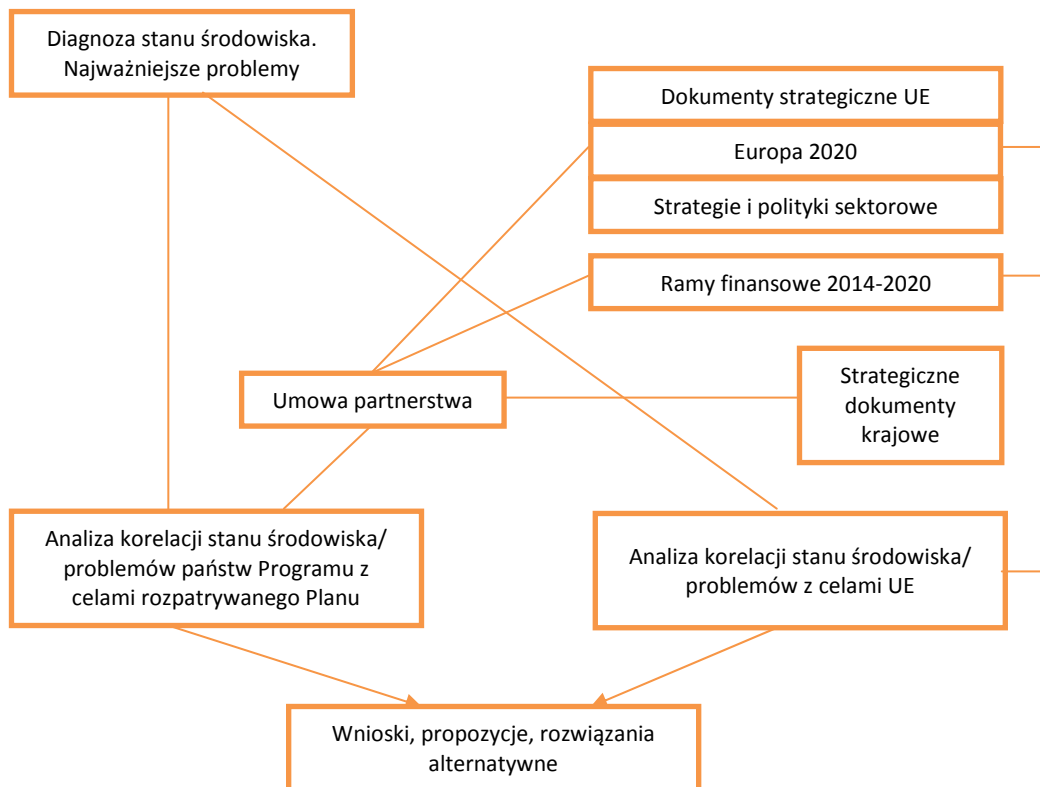 Diagnoza stanu środowiska.
Najważniejsze problemy
Dokumenty strategiczne UE
Europa 2020
Strategie i polityki sektorowe
Ramy finansowe 2014-2020
Umowa partnerstwa
Strategiczne
dokumenty
krajowe
Analiza korelacji stanu środowiska/
problemów państw Programu z
celami rozpatrywanego Planu
Analiza korelacji stanu środowiska/
problemów z celami UE
Wnioski, propozycje, rozwiązania
alternatywne